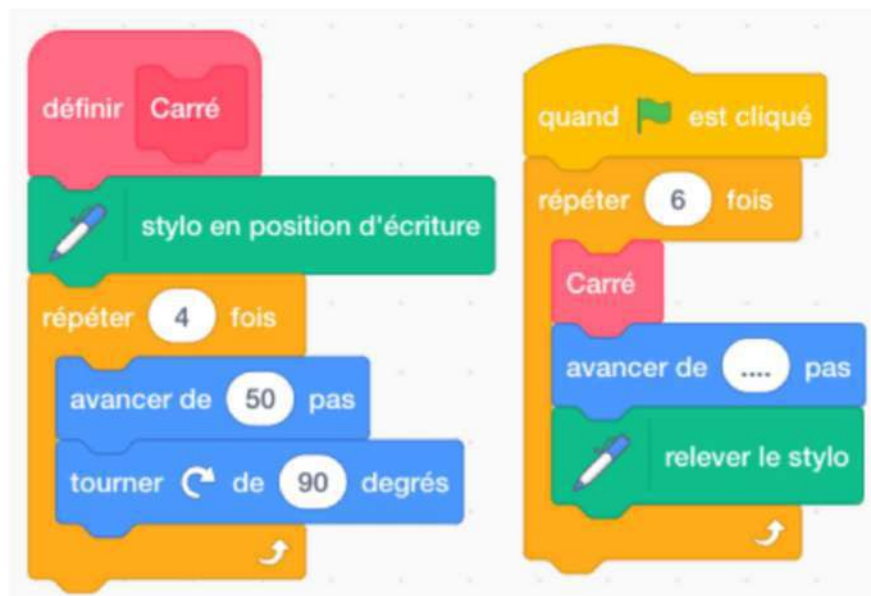 définir Carré
stylo en position d'écriture
répéter 4 fois
avancer de 50 pas
tourner de 90 degrés
quand est cliqué
répéter 6 fois
Carré
avancer de .... pas
relever le stylo